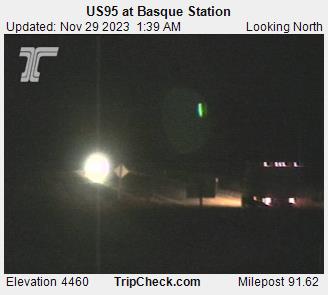 US95 at Basque Station
Updated: Nov 29 2023 1:39 AM Looking North
Elevation 4460 TripCheck.com Milepost 91.62